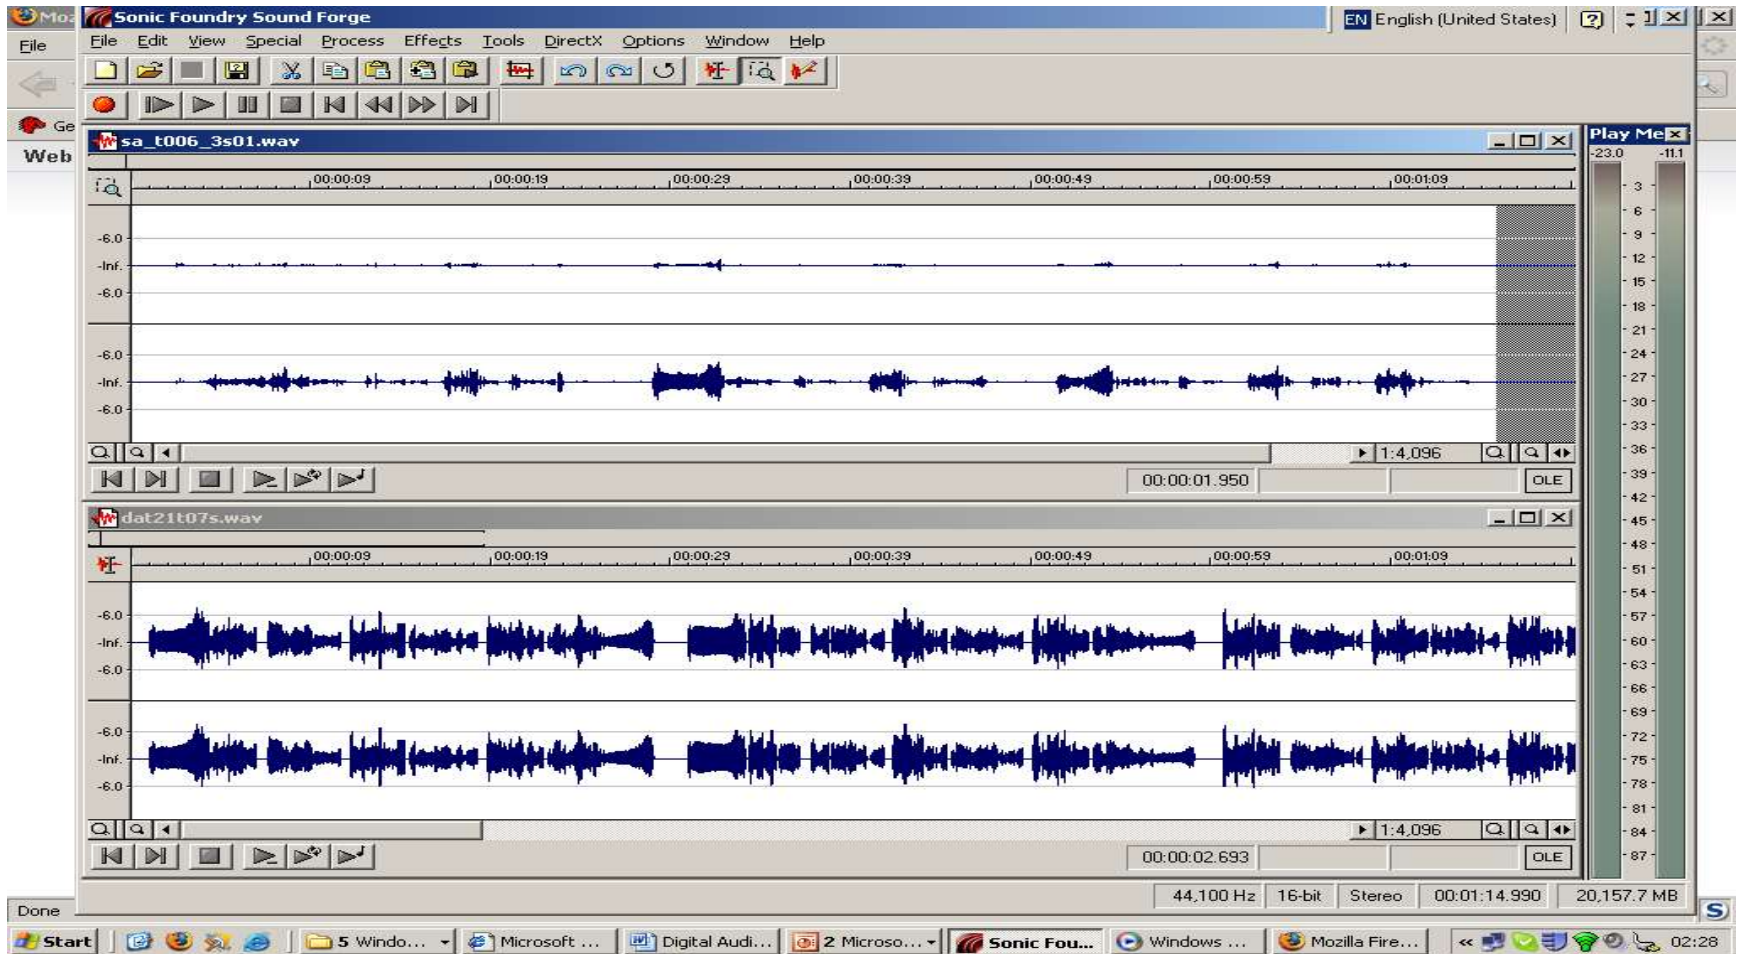 Moz Sonic Foundry Sound Forge EN English (United States)
File File Edit View Special Process Effects Tools DirectX Options Window Help
Ge
sa_t006_3s01.wav Play Me
Web -23.0 -11.1
00:00:09 00:00:19 00:00:29 00:00:39 00:00:49 00:00:59 00:01:09
-6.0
-Inf.
-6.0
-6.0
-Inf.
-6.0
1:4,096
00:00:01.950 OLE
dat21t07s.wav
00:00:09 00:00:19 00:00:29 00:00:39 00:00:49 00:00:59 00:01:09
-6.0
-Inf.
-6.0
-6.0
-Inf.
-6.0
1:4,096
00:00:02.693 OLE
3
6
9
12
15
18
21
24
27
30
33
36
39
42
45
48
51
54
57
60
63
66
69
72
75
78
81
84
87
44,100 Hz 16-bit Stereo 00:01:14.990 20,157.7 MB
Done
Start 5 Windo... Microsoft ... Digital Audi... 2 Microso... Sonic Fou... Windows ... Mozilla Fire... « 02:28